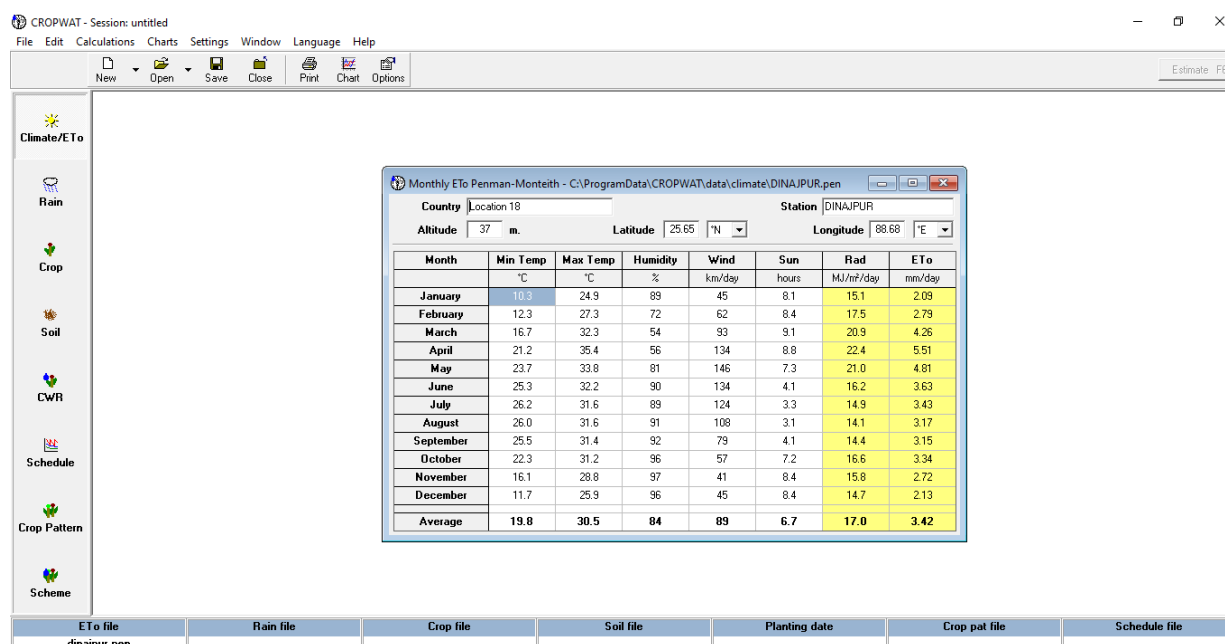 CROPWAT - Session: untitled
File Edit Calculations Charts Settings Window Language Help
New Open Save Close Print Chart Options Estimate
Climate/ETo
Rain
Crop
Soil
CWR
Schedule
Crop Pattern
Scheme
Monthly ETo Penman-Monteith - C:\ProgramData\CROPWAT\data\climate\DINAJPUR.pen
Country Location 18 Station DINAJPUR
Altitude 37 m. Latitude 25.65 °N Longitude 88.68 °E
Month Min Temp Max Temp Humidity Wind Sun Rad ETo
°C °C % km/day hours MJ/m²/day mm/day
January 10.3 24.9 89 45 8.1 15.1 2.09
February 12.3 27.3 72 62 8.4 17.5 2.79
March 16.7 32.3 54 93 9.1 20.9 4.26
April 21.2 35.4 56 134 8.8 22.4 5.51
May 23.7 33.8 81 146 7.3 21.0 4.81
June 25.3 32.2 90 134 4.1 16.2 3.63
July 26.2 31.6 89 124 3.3 14.9 3.43
August 26.0 31.6 91 108 3.1 14.1 3.17
September 25.5 31.4 92 79 4.1 14.4 3.15
October 22.3 31.2 96 57 7.2 16.6 3.34
November 16.1 28.8 97 41 8.4 15.8 2.72
December 11.7 25.9 96 45 8.4 14.7 2.13
Average 19.8 30.5 84 89 6.7 17.0 3.42
ETo file Rain file Crop file Soil file Planting date Crop pat file Schedule file
dinajpur.pen